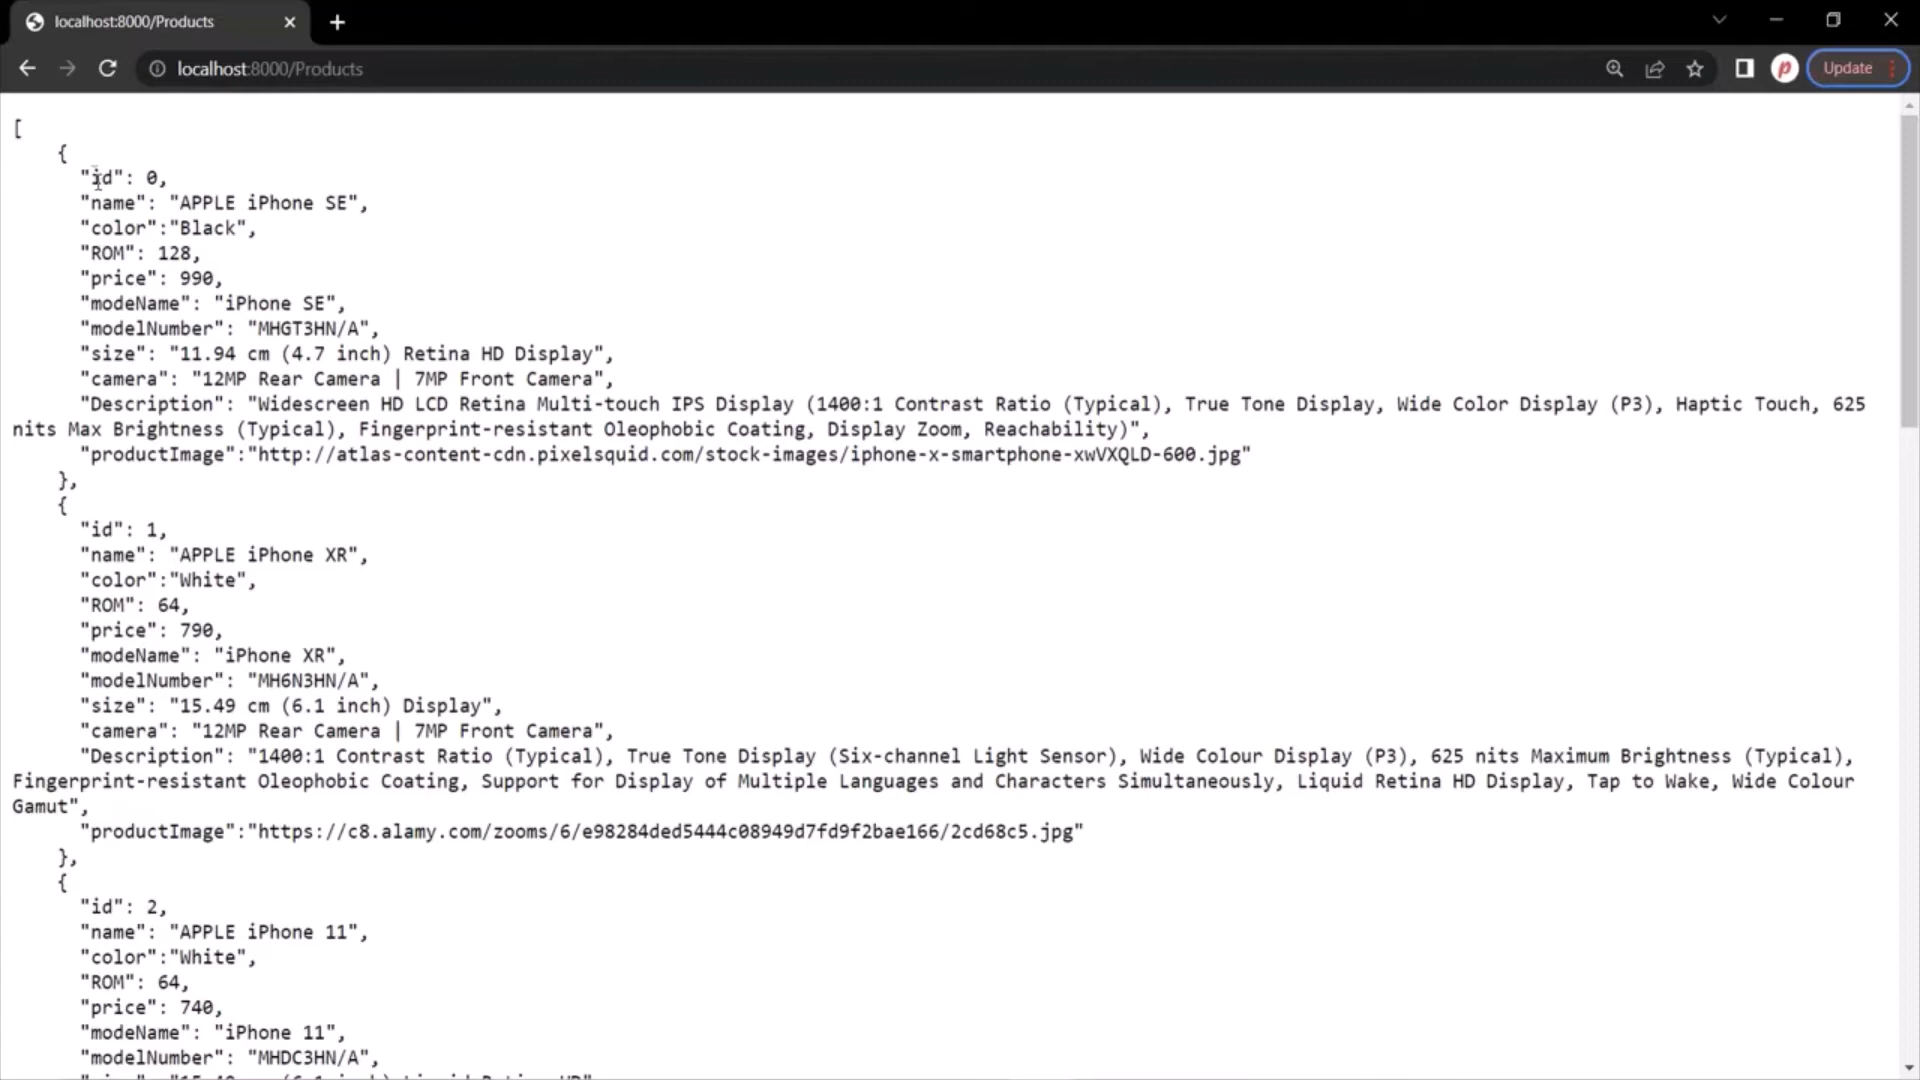 localhost:8000/Products
localhost:8000/Products
Update
[
{
"id": 0,
"name": "APPLE iPhone SE",
"color":"Black",
"ROM": 128,
"price": 990,
"modeName": "iPhone SE",
"modelNumber": "MHGT3HN/A",
"size": "11.94 cm (4.7 inch) Retina HD Display",
"camera": "12MP Rear Camera | 7MP Front Camera",
"Description": "Widescreen HD LCD Retina Multi-touch IPS Display (1400:1 Contrast Ratio (Typical), True Tone Display, Wide Color Display (P3), Haptic Touch, 625
nits Max Brightness (Typical), Fingerprint-resistant Oleophobic Coating, Display Zoom, Reachability)",
"productImage":"http://atlas-content-cdn.pixelsquid.com/stock-images/iphone-x-smartphone-xwVXQLD-600.jpg"
},
{
"id": 1,
"name": "APPLE iPhone XR",
"color":"White",
"ROM": 64,
"price": 790,
"modeName": "iPhone XR",
"modelNumber": "MH6N3HN/A",
"size": "15.49 cm (6.1 inch) Display",
"camera": "12MP Rear Camera | 7MP Front Camera",
"Description": "1400:1 Contrast Ratio (Typical), True Tone Display (Six-channel Light Sensor), Wide Colour Display (P3), 625 nits Maximum Brightness (Typical),
Fingerprint-resistant Oleophobic Coating, Support for Display of Multiple Languages and Characters Simultaneously, Liquid Retina HD Display, Tap to Wake, Wide Colour
Gamut",
"productImage":"https://c8.alamy.com/zooms/6/e98284ded5444c08949d7fd9f2bae166/2cd68c5.jpg"
},
{
"id": 2,
"name": "APPLE iPhone 11",
"color":"White",
"ROM": 64,
"price": 740,
"modeName": "iPhone 11",
"modelNumber": "MHDC3HN/A",